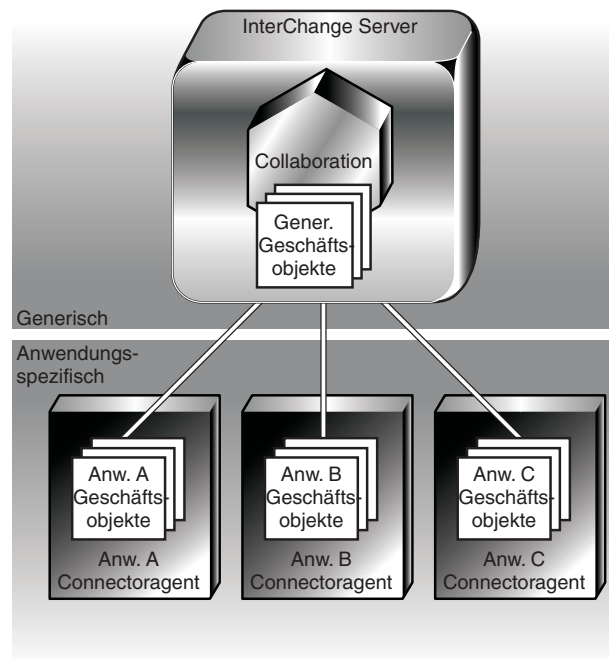 InterChange Server
Collaboration
Gener.
Geschäfts-
objekte
Generisch
Anwendungs-
spezifisch
Anw. A
Geschäfts-
objekte
Anw. A
Connectoragent
Anw. B
Geschäfts-
objekte
Anw. B
Connectoragent
Anw. C
Geschäfts-
objekte
Anw. C
Connectoragent